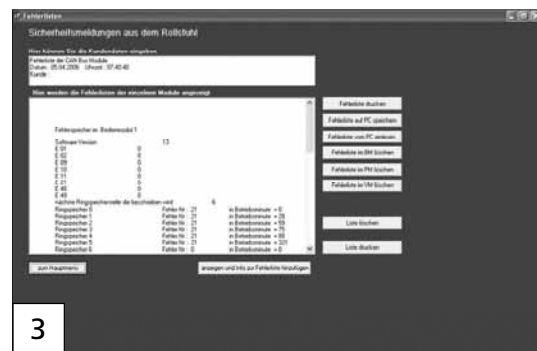 Fehlerlisten
Sicherheitsmeldungen aus dem Rollstuhl
Hier können Sie die Kundendaten eingeben
Fehlerliste der CAN Bus Module
Datum : 05.04.2006 Uhrzeit : 07:40:40
Kunde :
Hier werden die Fehlerlisten der einzelnen Module angezeigt
Fehlerspeicher im Bedienmodul 1
Software Version 13
E 01 0
E 02 0
E 09 0
E 10 0
E 11 0
E 21 6
E 40 0
E 49 0
nächste Ringspeicherstelle die beschrieben wird 6
Ringspeicher 0 Fehler Nr : 21 in Betriebsminute = 0
Ringspeicher 1 Fehler Nr : 21 in Betriebsminute = 28
Ringspeicher 2 Fehler Nr : 21 in Betriebsminute = 59
Ringspeicher 3 Fehler Nr : 21 in Betriebsminute = 75
Ringspeicher 4 Fehler Nr : 21 in Betriebsminute =
Ringspeicher 5 Fehler Nr : 21 in Betriebsminute = 321
Ringspeicher 6 Fehler Nr : 0 in Betriebsminute = 0
Fehlerliste drucken
Fehlerliste auf PC speichern
Fehlerliste vom PC einlesen
Fehlerliste in BM löschen
Fehlerliste in PM löschen
Fehlerliste in VM löschen
Liste löschen
Liste drucken
zum Hauptmenü
anzeigen und Info zur Fehlerliste hinzufügen
3